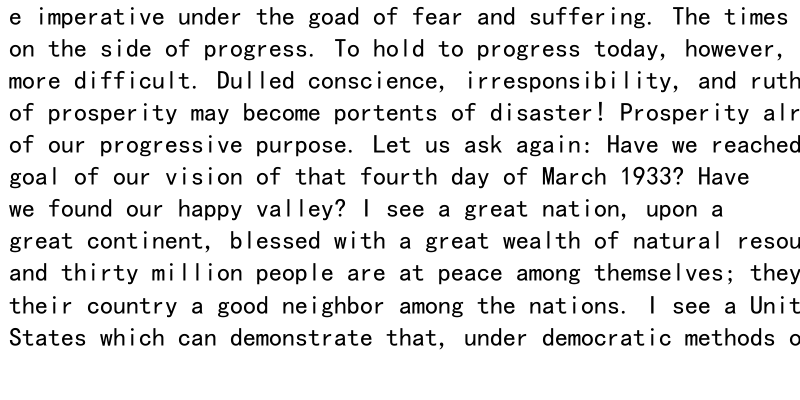 e imperative under the goad of fear and suffering. The times
on the side of progress. To hold to progress today, however,
more difficult. Dulled conscience, irresponsibility, and ruth
of prosperity may become portents of disaster! Prosperity alr
of our progressive purpose. Let us ask again: Have we reached
goal of our vision of that fourth day of March 1933? Have
we found our happy valley? I see a great nation, upon a
great continent, blessed with a great wealth of natural resou
and thirty million people are at peace among themselves; they
their country a good neighbor among the nations. I see a Unit
States which can demonstrate that, under democratic methods o